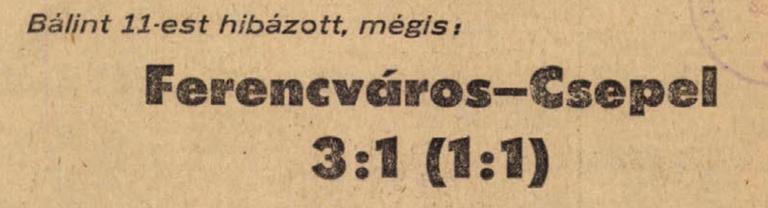 Bálint 11-est hibázott, mégis:
Ferencváros—Csepel
3:1 (1:1)